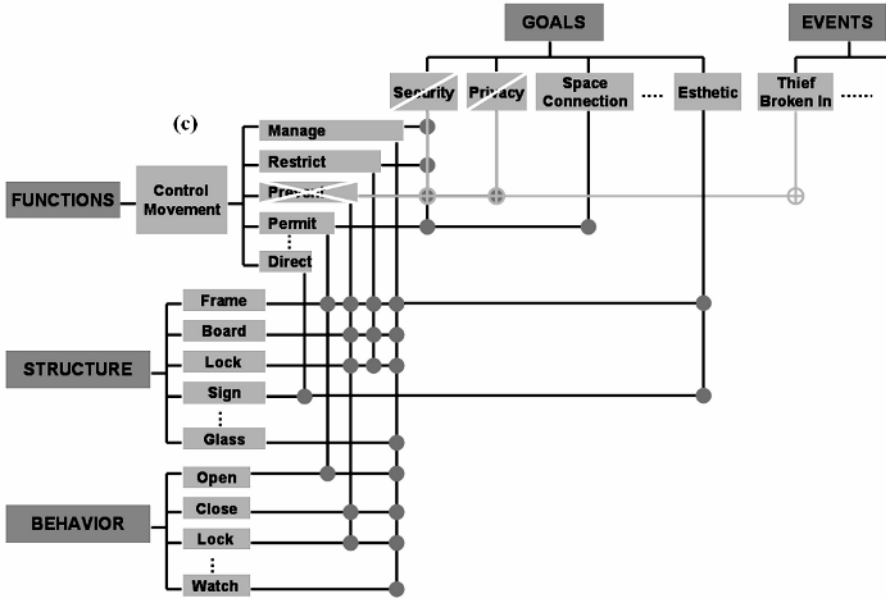 GOALS
EVENTS
Security
Privacy
Space
Connection
Esthetic
Thief
Broken In
(c)
Manage
Restrict
Prevent
Permit
Direct
FUNCTIONS
Control
Movement
Frame
Board
Lock
Sign
Glass
STRUCTURE
Open
Close
Lock
Watch
BEHAVIOR